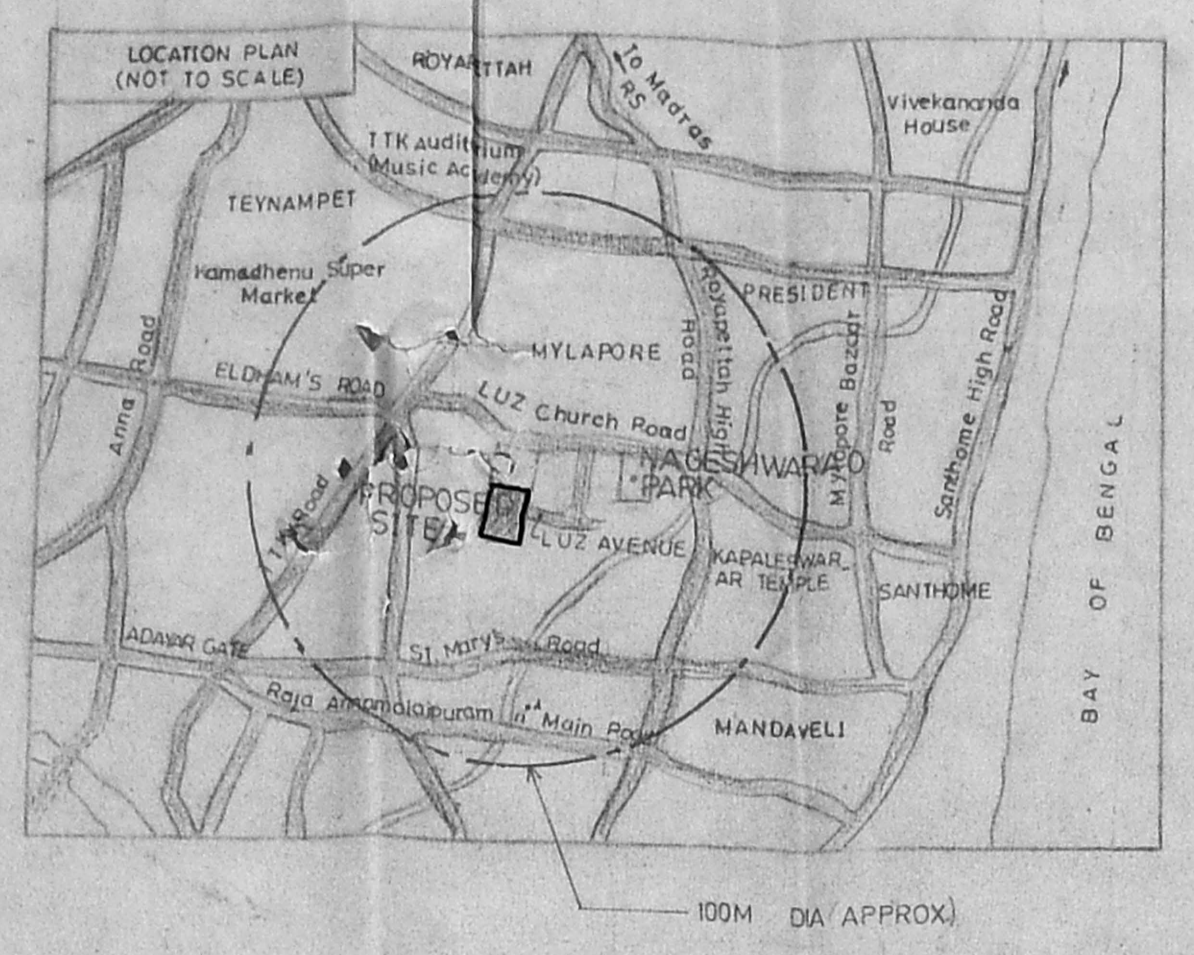 LOCATION PLAN
(NOT TO SCALE)
ROYAPETTAH
To Madras
RS
Vivekananda
House
TTK Auditorium
(Music Academy)
TEYNAMPET
Kamadhenu Super
Market
PRESIDENT
MYLAPORE
Royapettah High
Road
Mylapore Bazaar
Road
Santhome High Road
Anna Road
ELDHAM'S ROAD
LUZ Church Road
NAGESHWARAO
PARK
TTK Road
PROPOSED
SITE
LUZ AVENUE
KAPALESWAR_
AR TEMPLE
SANTHOME
BAY OF BENGAL
ADAYAR GATE
St. Mary's Road
Raja Annamalaipuram IInd Main Road
MANDAVELI
100M DIA (APPROX.)